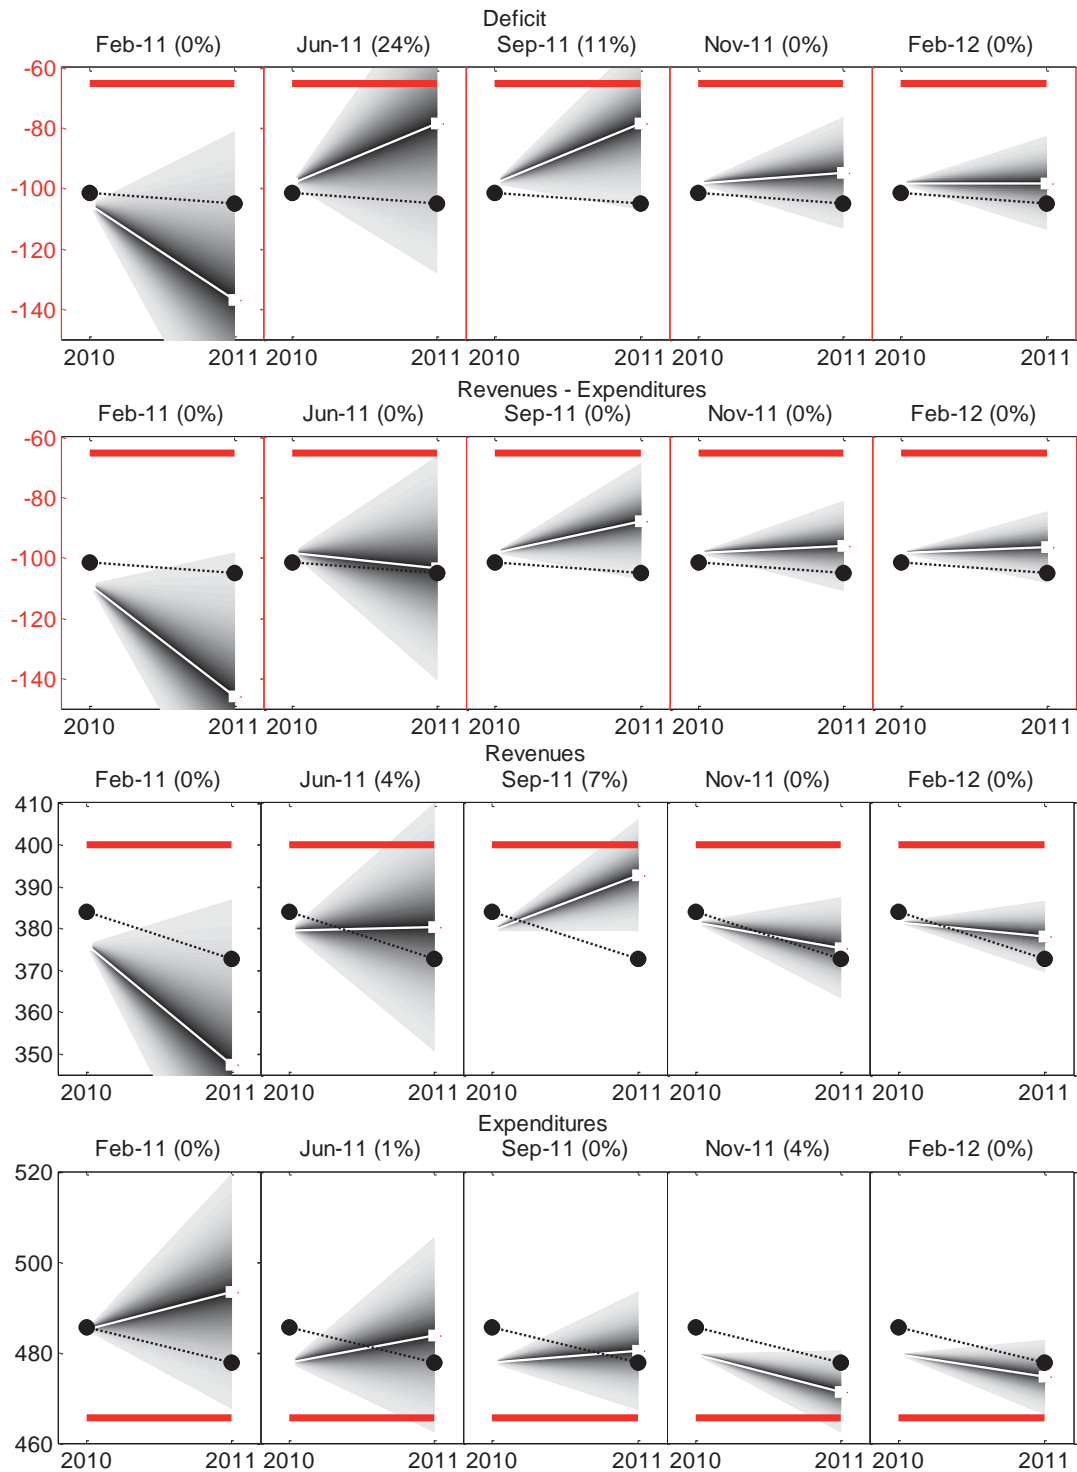 Deficit
Feb-11 (0%) Jun-11 (24%) Sep-11 (11%) Nov-11 (0%) Feb-12 (0%)
-60
-80
-100
-120
-140
2010 2011 2010 2011 2010 2011 2010 2011 2010 2011
Revenues - Expenditures
Feb-11 (0%) Jun-11 (0%) Sep-11 (0%) Nov-11 (0%) Feb-12 (0%)
-60
-80
-100
-120
-140
2010 2011 2010 2011 2010 2011 2010 2011 2010 2011
Revenues
Feb-11 (0%) Jun-11 (4%) Sep-11 (7%) Nov-11 (0%) Feb-12 (0%)
410
400
390
380
370
360
350
2010 2011 2010 2011 2010 2011 2010 2011 2010 2011
Expenditures
Feb-11 (0%) Jun-11 (1%) Sep-11 (0%) Nov-11 (4%) Feb-12 (0%)
520
500
480
460
2010 2011 2010 2011 2010 2011 2010 2011 2010 2011